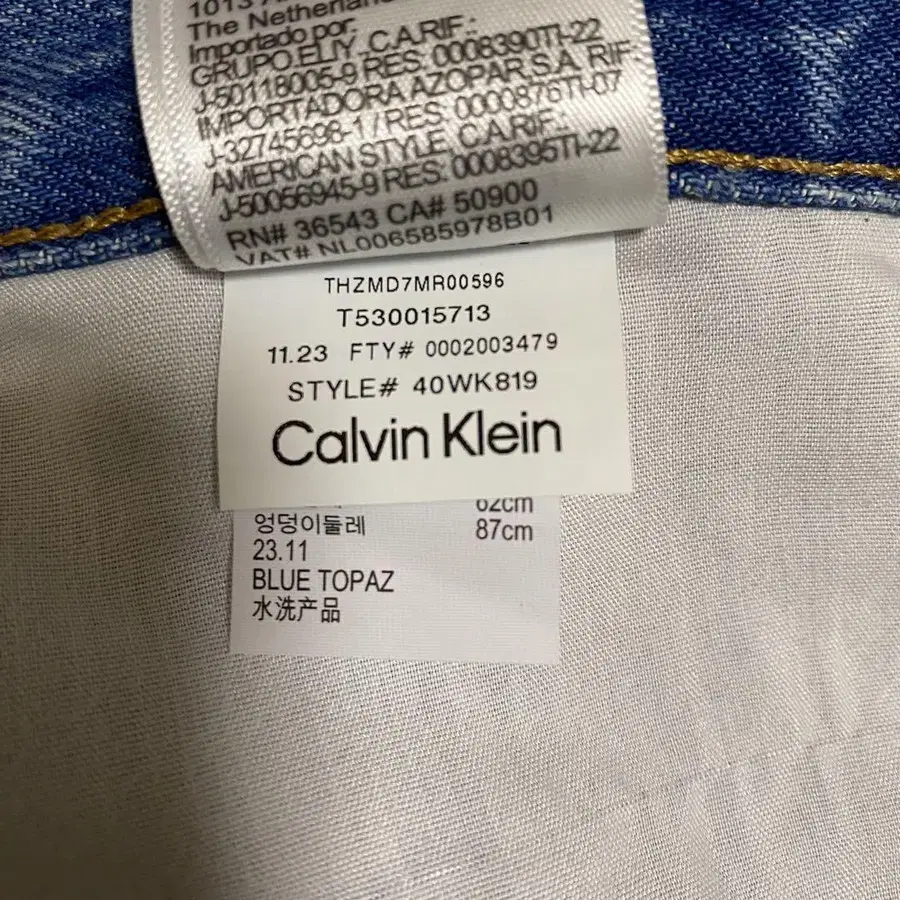 1013
The Netherland
Importado por:
GRUPO.ELIY. C.A.RIF.:
J-50118005-9 RES: 0008390TI-22
IMPORTADORA AZOPAR.S.A. RIF
J-32745698-1/ RES: 0000876TI-07
AMERICAN STYLE, C.A.RIF.:
J-50056945-9 RES: 0008395TI-22
RN# 36543 CA# 50900
VAT# NL006585978B01
THZMD7MR00596
T530015713
11.23 FTY# 0002003479
STYLE# 40WK819
Calvin Klein
62cm
엉덩이둘레 87cm
23.11
BLUE TOPAZ
水洗产品